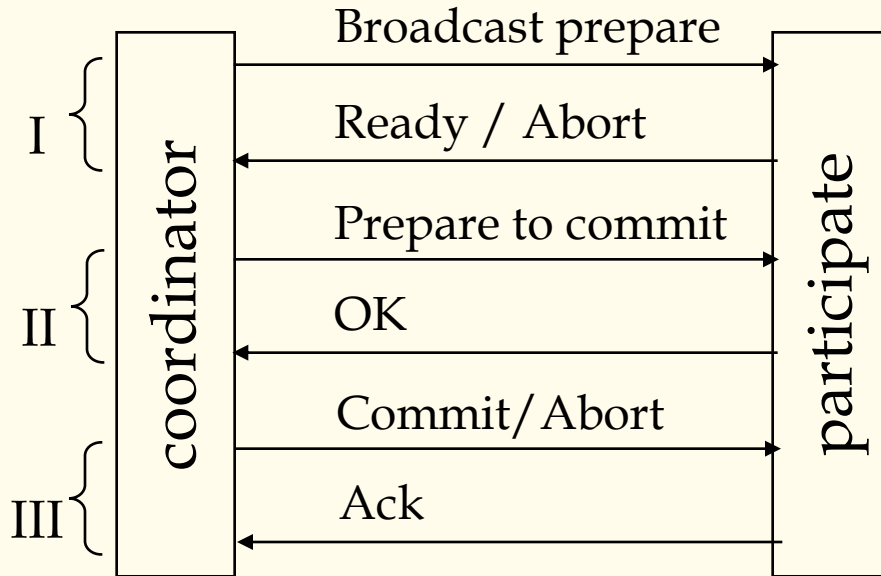 Broadcast prepare
I
Ready / Abort
coordinator
participate
Prepare to commit
II
OK
Commit/Abort
III
Ack